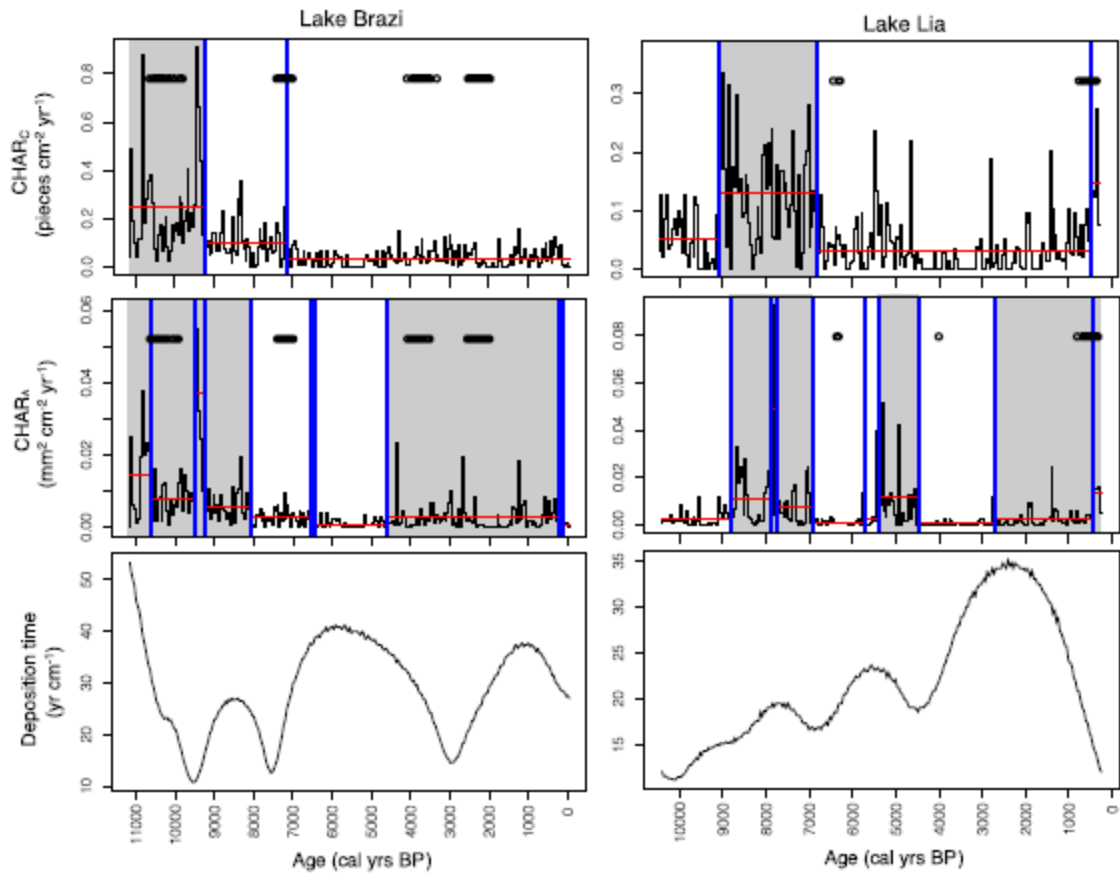 Lake Brazi
Lake Lia
CHAR_C
(pieces cm⁻² yr⁻¹)
0.0 0.2 0.4 0.6 0.8
0.0 0.1 0.2 0.3
CHAR_A
(mm² cm⁻² yr⁻¹)
0.00 0.02 0.04 0.06
0.00 0.02 0.04 0.06 0.08
Deposition time
(yr cm⁻¹)
10 20 30 40 50
15 20 25 30 35
11000 10000 9000 8000 7000 6000 5000 4000 3000 2000 1000 0
10000 9000 8000 7000 6000 5000 4000 3000 2000 1000 0
Age (cal yrs BP)
Age (cal yrs BP)